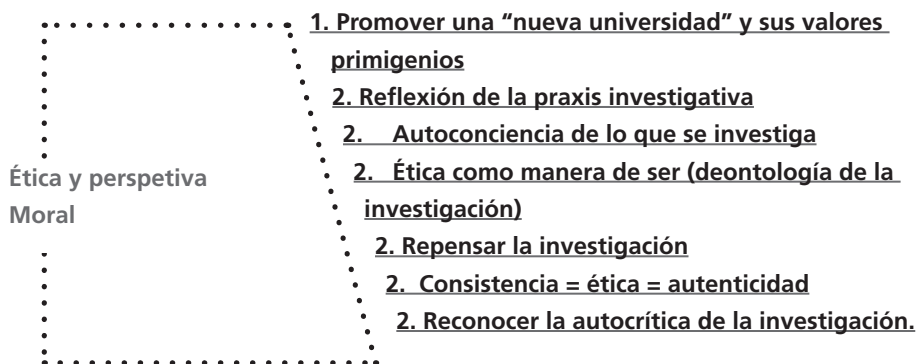 1. Promover una “nueva universidad” y sus valores
primigenios
2. Reflexión de la praxis investigativa
2. Autoconciencia de lo que se investiga
Ética y perspetiva
Moral
2. Ética como manera de ser (deontología de la
investigación)
2. Repensar la investigación
2. Consistencia = ética = autenticidad
2. Reconocer la autocrítica de la investigación.